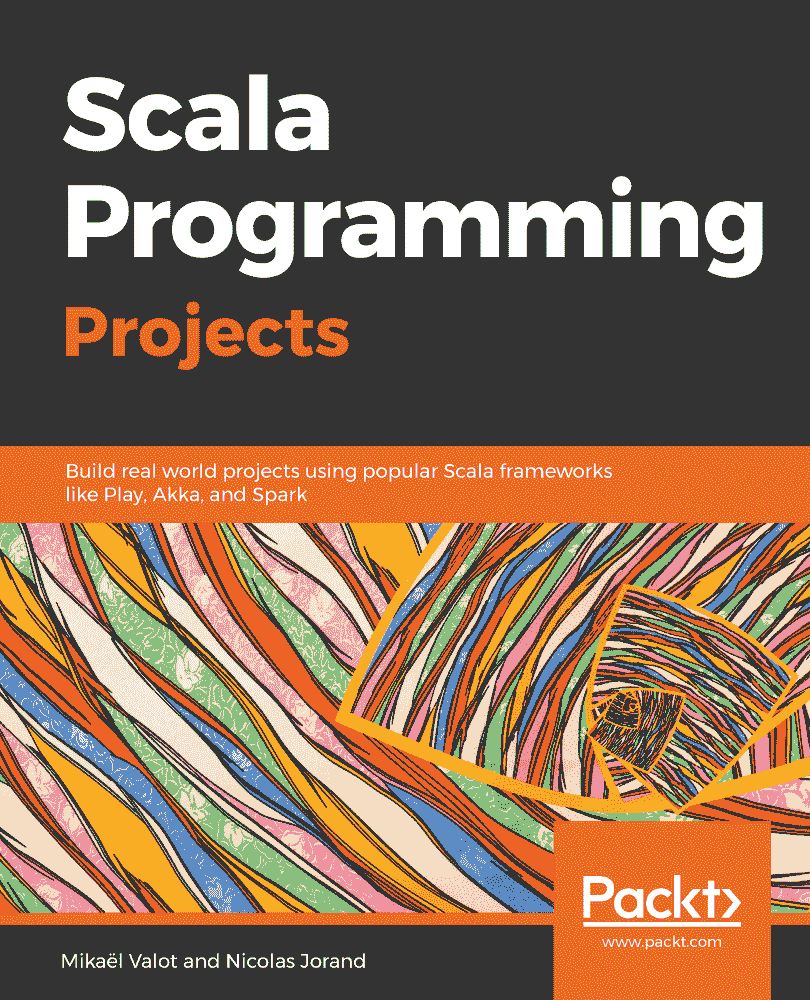 Scala
Programming
Projects
Build real world projects using popular Scala frameworks
like Play, Akka, and Spark
Packt>
www.packt.com
Mikaël Valot and Nicolas Jorand